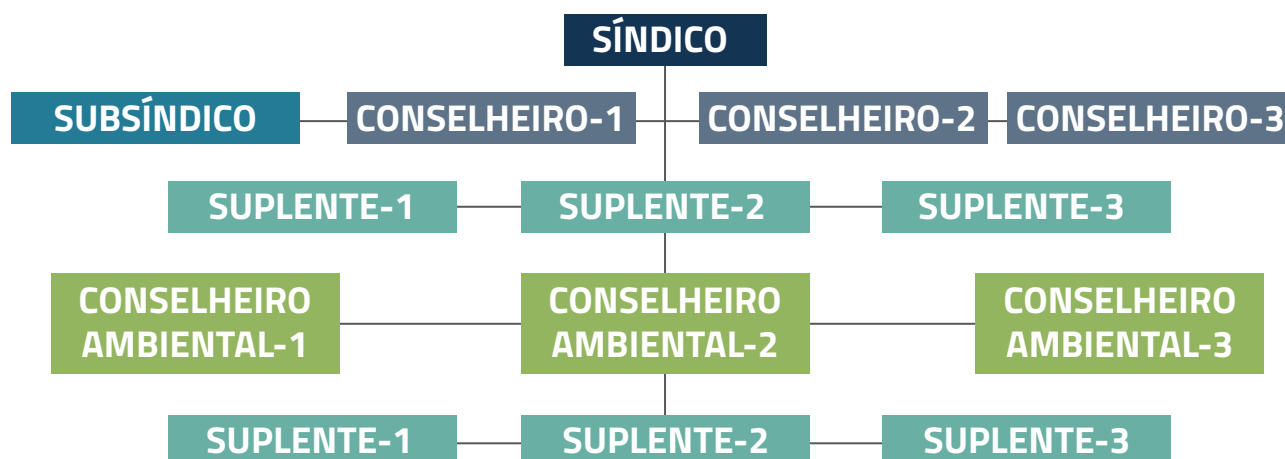 SÍNDICO
SUBSÍNDICO CONSELHEIRO-1 CONSELHEIRO-2 CONSELHEIRO-3
SUPLENTE-1 SUPLENTE-2 SUPLENTE-3
CONSELHEIRO
AMBIENTAL-1
CONSELHEIRO
AMBIENTAL-2
CONSELHEIRO
AMBIENTAL-3
SUPLENTE-1 SUPLENTE-2 SUPLENTE-3